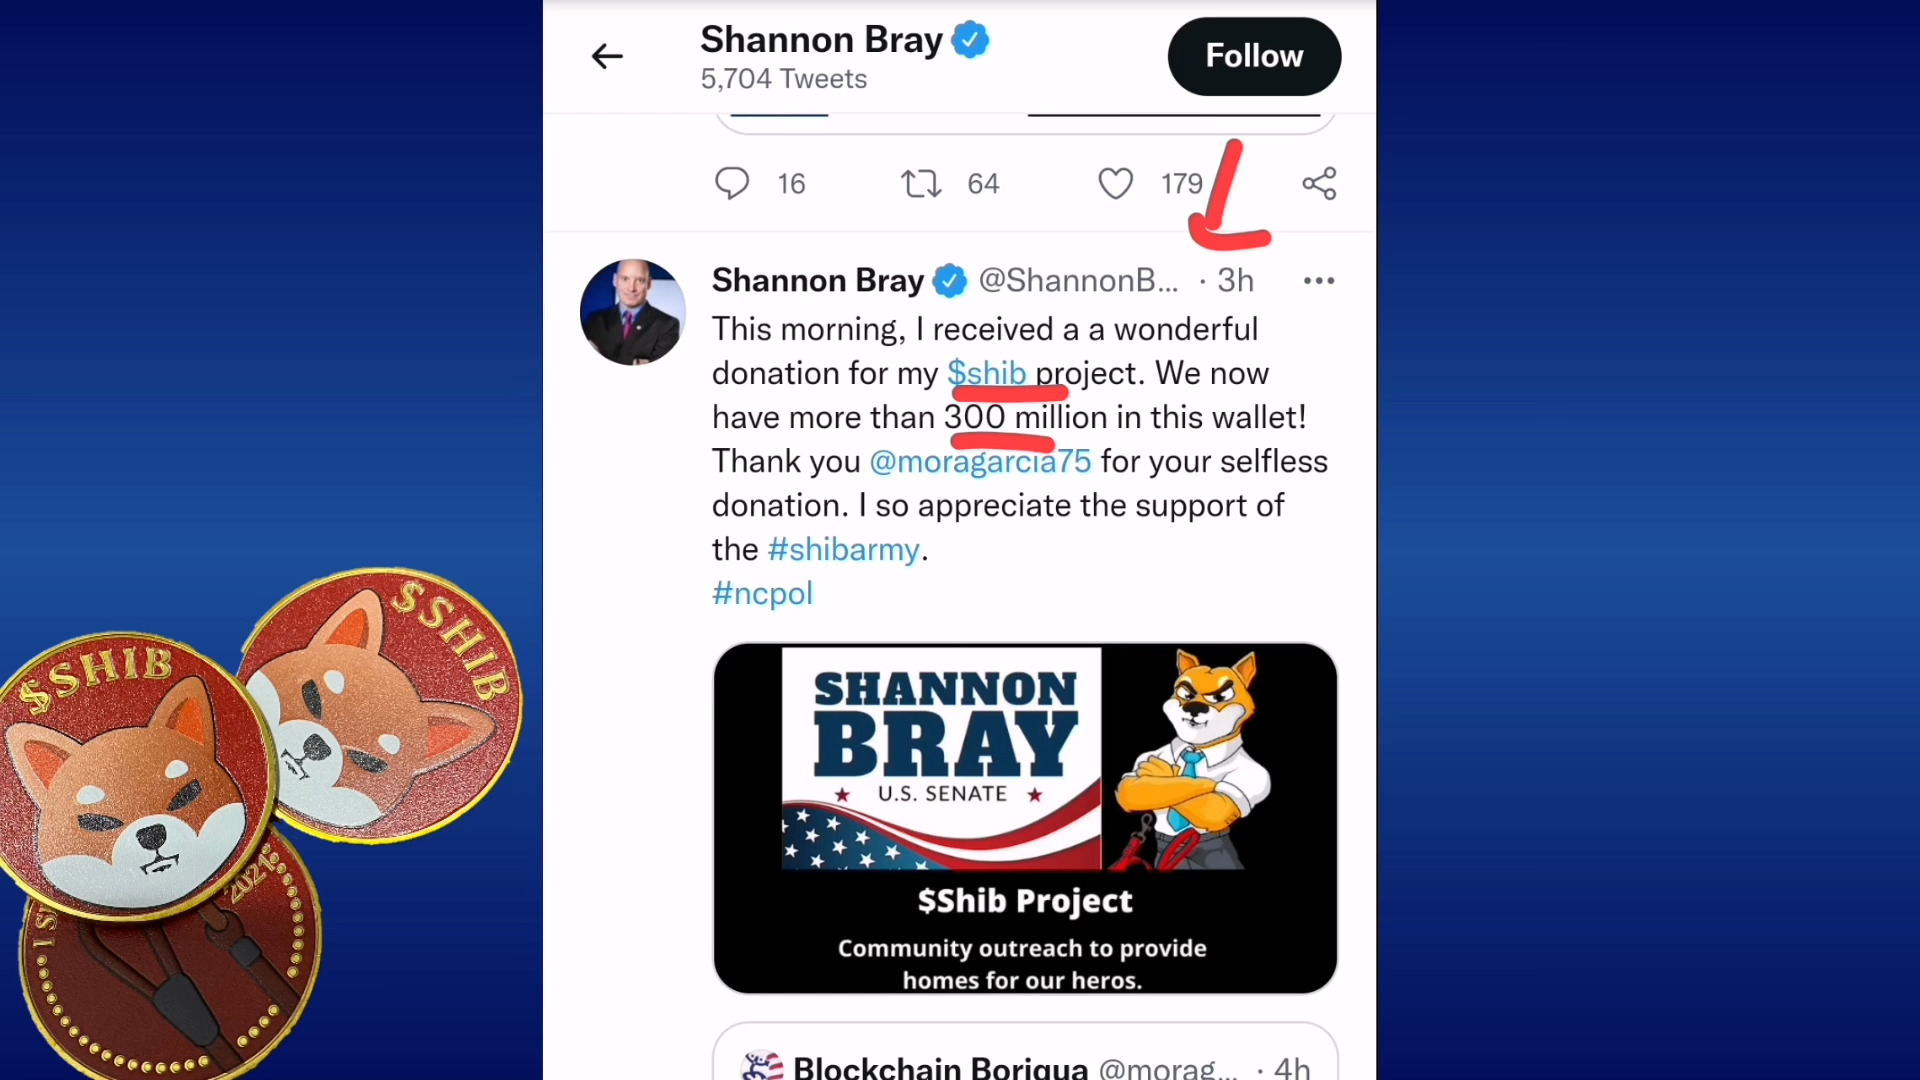 Shannon Bray
5,704 Tweets
Follow
16
64
179
Shannon Bray @ShannonB... · 3h
This morning, I received a a wonderful
donation for my $shib project. We now
have more than 300 million in this wallet!
Thank you @moragarcia75 for your selfless
donation. I so appreciate the support of
the #shibarmy.
#ncpol
SHANNON
BRAY
U.S. SENATE
$Shib Project
Community outreach to provide
homes for our heros.
Blockchain Boriqua @morag... · 4h
$SHIB
$SHIB
2021